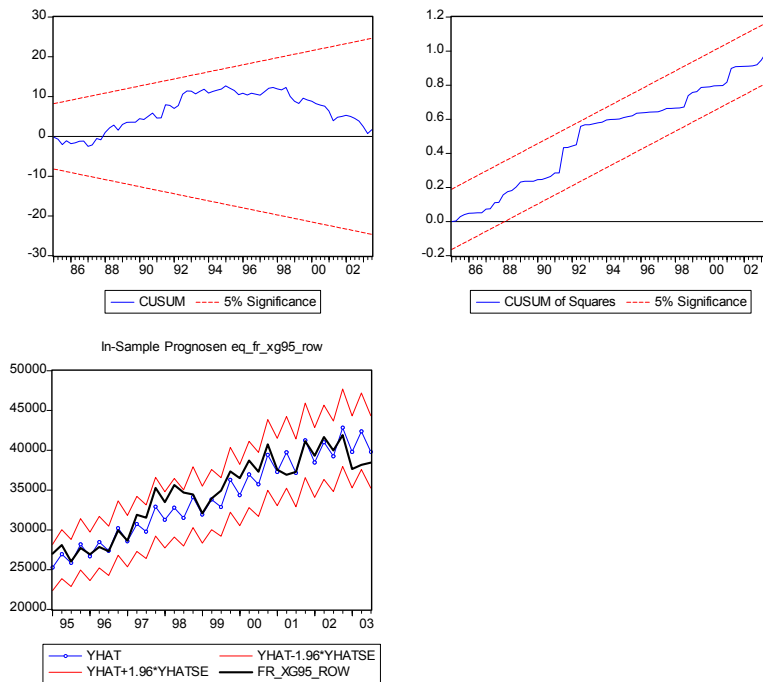 30
20
10
0
-10
-20
-30
86 88 90 92 94 96 98 00 02
CUSUM 5% Significance
1.2
1.0
0.8
0.6
0.4
0.2
0.0
-0.2
86 88 90 92 94 96 98 00 02
CUSUM of Squares 5% Significance
In-Sample Prognosen eq_fr_xg95_row
50000
45000
40000
35000
30000
25000
20000
95 96 97 98 99 00 01 02 03
YHAT YHAT-1.96*YHATSE
YHAT+1.96*YHATSE FR_XG95_ROW